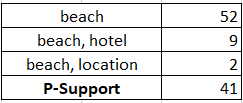 beach 52
beach, hotel 9
beach, location 2
P-Support 41